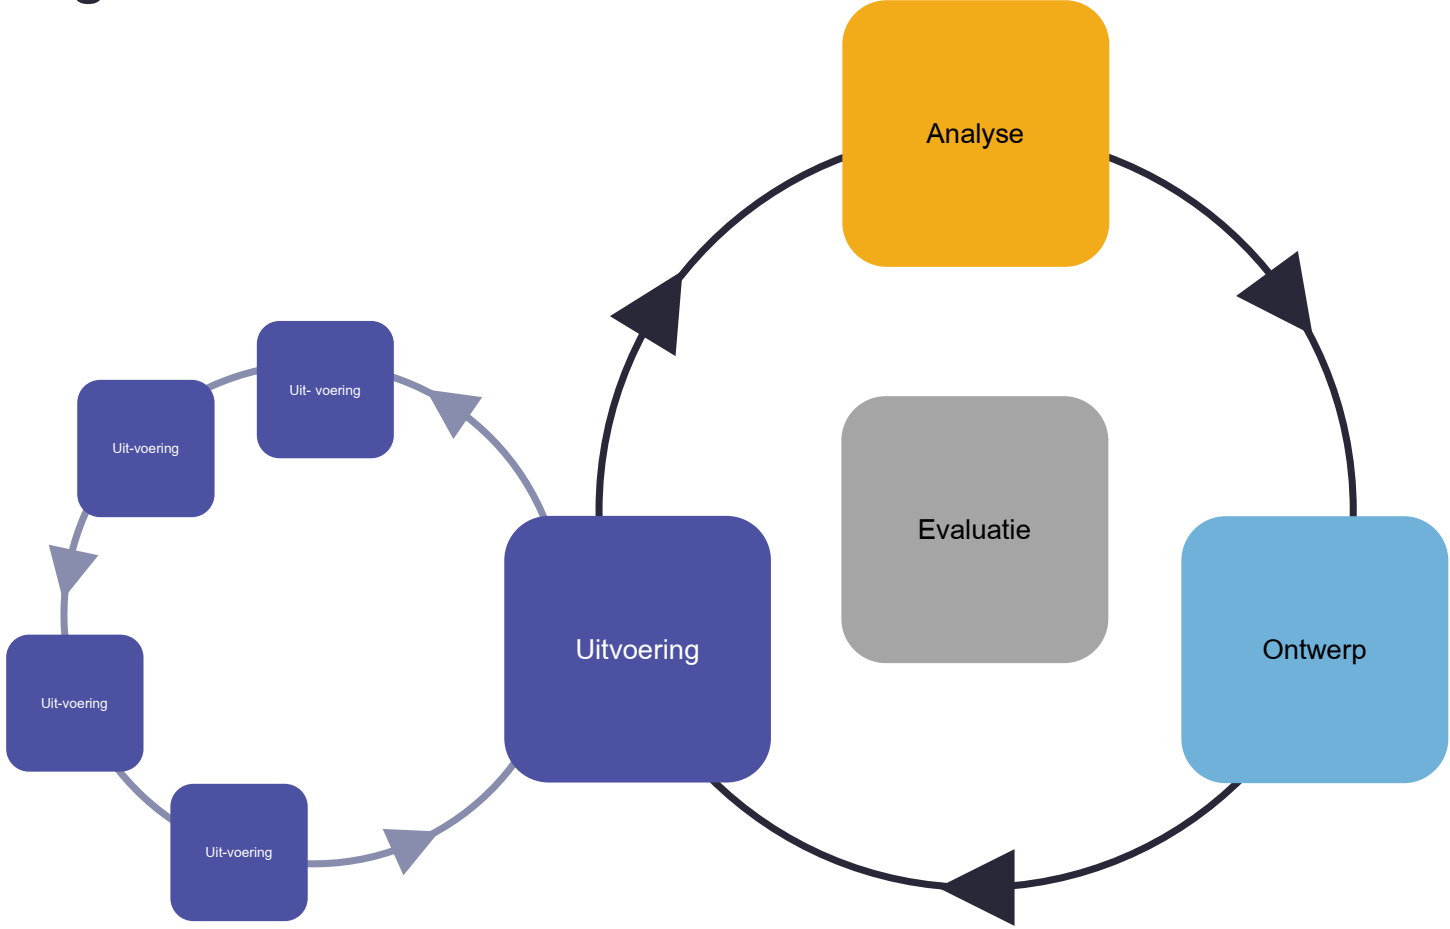 Analyse
Uit- voering
Uit-voering
Evaluatie
Uitvoering
Ontwerp
Uit-voering
Uit-voering